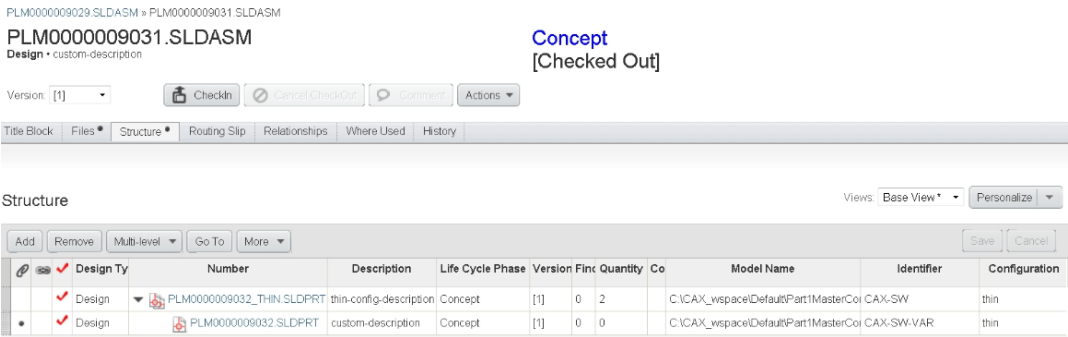 PLM0000009029.SLDASM » PLM0000009031.SLDASM
PLM0000009031.SLDASM
Design • custom-description
Concept
[Checked Out]
Version: [1]
CheckIn
Cancel CheckOut
Comment
Actions
Title Block Files Structure Routing Slip Relationships Where Used History
Structure
Views: Base View * Personalize
Add Remove Multi-level Go To More Save Cancel
Design Ty Number Description Life Cycle Phase Version Find Quantity Co Model Name Identifier Configuration
Design PLM0000009032_THIN.SLDPRT thin-config-description Concept [1] 0 2 C:\CAX_wspace\Default\Part1MasterCo CAX-SW thin
Design PLM0000009032.SLDPRT custom-description Concept [1] 0 0 C:\CAX_wspace\Default\Part1MasterCo CAX-SW-VAR thin